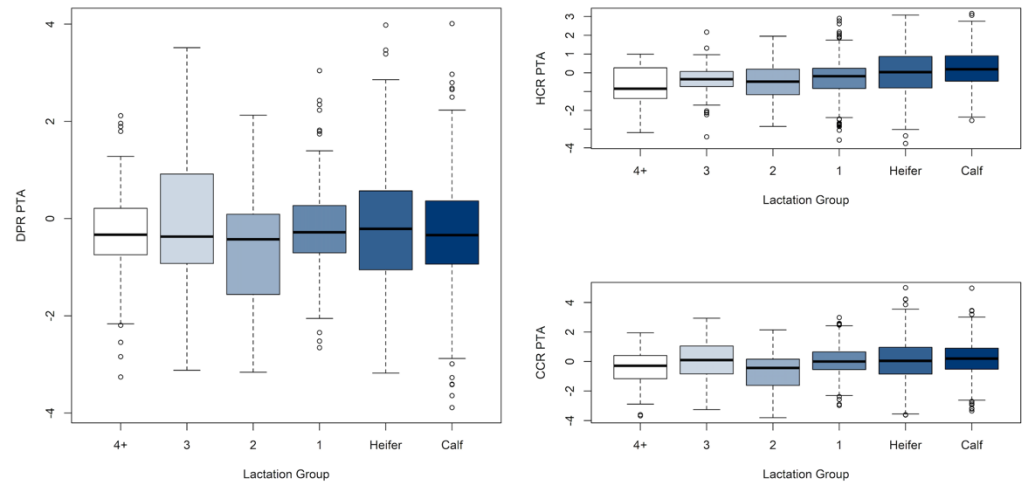 4
2
0
-2
-4
DPR PTA
4+ 3 2 1 Heifer Calf
Lactation Group
3
2
1
0
-2
-4
HCR PTA
4+ 3 2 1 Heifer Calf
Lactation Group
4
2
0
-2
-4
CCR PTA
4+ 3 2 1 Heifer Calf
Lactation Group